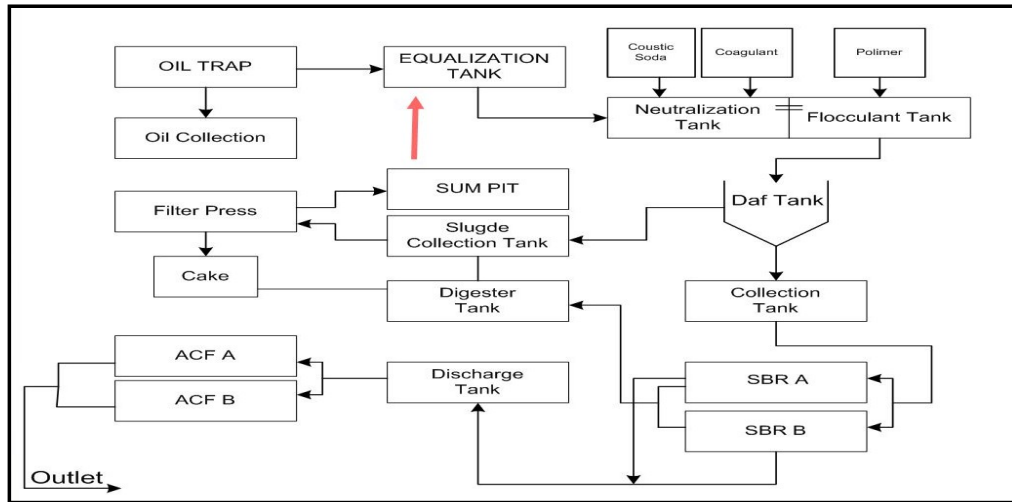 OIL TRAP
EQUALIZATION
TANK
Coustic
Soda
Coagulant
Polimer
Oil Collection
Neutralization
Tank
Flocculant Tank
SUM PIT
Daf Tank
Filter Press
Slugde
Collection Tank
Cake
Digester
Tank
Collection
Tank
ACF A
ACF B
Discharge
Tank
SBR A
SBR B
Outlet